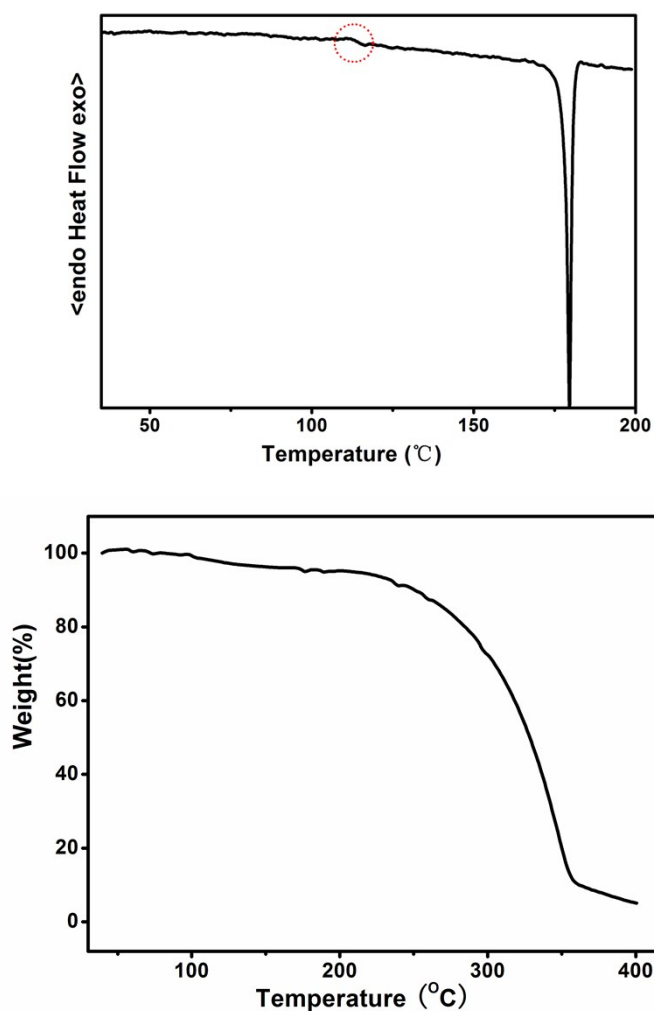 <endo Heat Flow exo>
50 100 150 200
Temperature (℃)
100
80
60
40
20
0
Weight(%)
100 200 300 400
Temperature (°C)